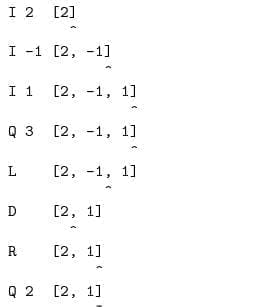 I 2 [2]
^
I -1 [2, -1]
^
I 1 [2, -1, 1]
^
Q 3 [2, -1, 1]
^
L [2, -1, 1]
^
D [2, 1]
^
R [2, 1]
^
Q 2 [2, 1]
^